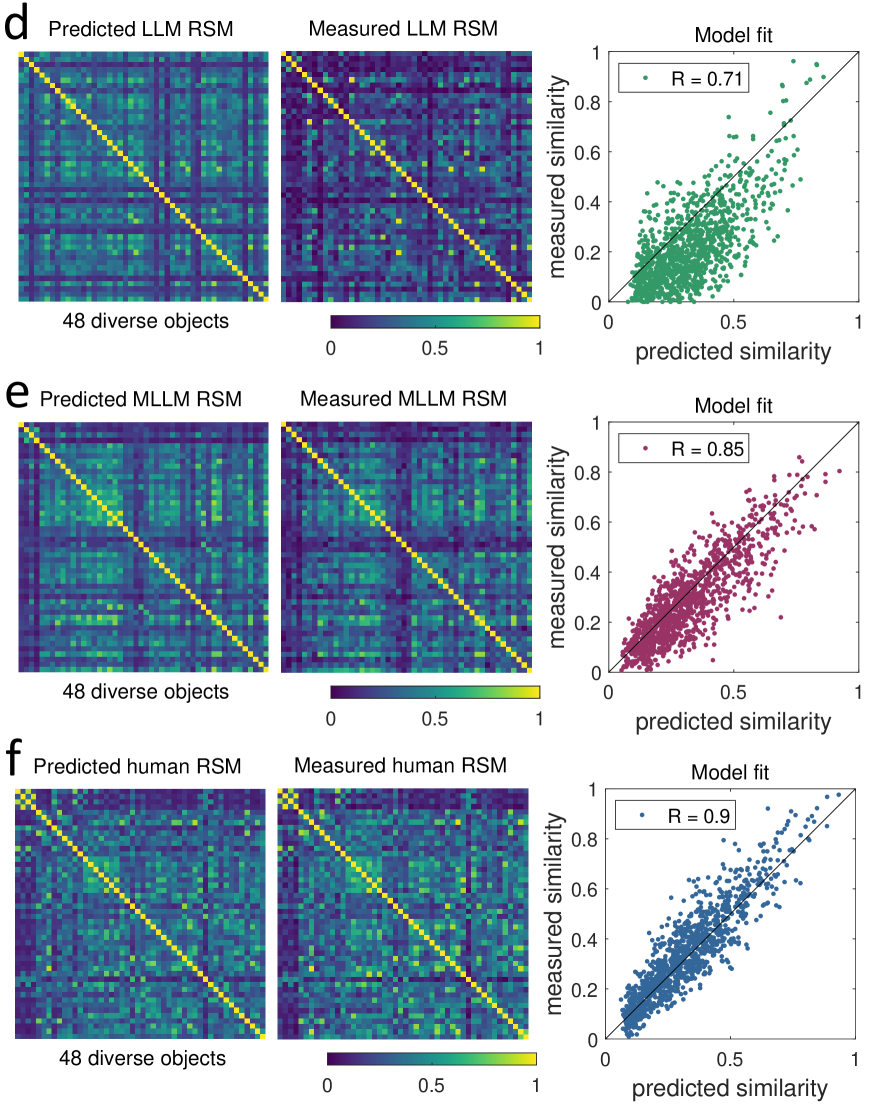 d
Predicted LLM RSM
Measured LLM RSM
Model fit
R = 0.71
measured similarity
1
0.8
0.6
0.4
0.2
0
0 0.5 1
predicted similarity
48 diverse objects
0 0.5 1
e
Predicted MLLM RSM
Measured MLLM RSM
Model fit
R = 0.85
measured similarity
1
0.8
0.6
0.4
0.2
0
0 0.5 1
predicted similarity
48 diverse objects
0 0.5 1
f
Predicted human RSM
Measured human RSM
Model fit
R = 0.9
measured similarity
1
0.8
0.6
0.4
0.2
0
0 0.5 1
predicted similarity
48 diverse objects
0 0.5 1